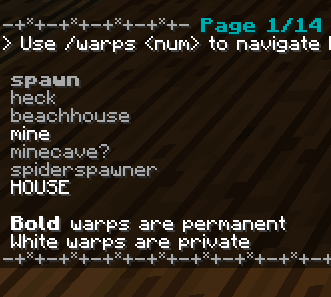 -+*+-+*+-+*+-+*+- Page 1/14
> Use /warps <num> to navigate
spawn
heck
beachhouse
mine
minecave?
spiderspawner
HOUSE
Bold warps are permanent
White warps are private
-+*+-+*+-+*+-+*+-+*+-+*+-+*+-+